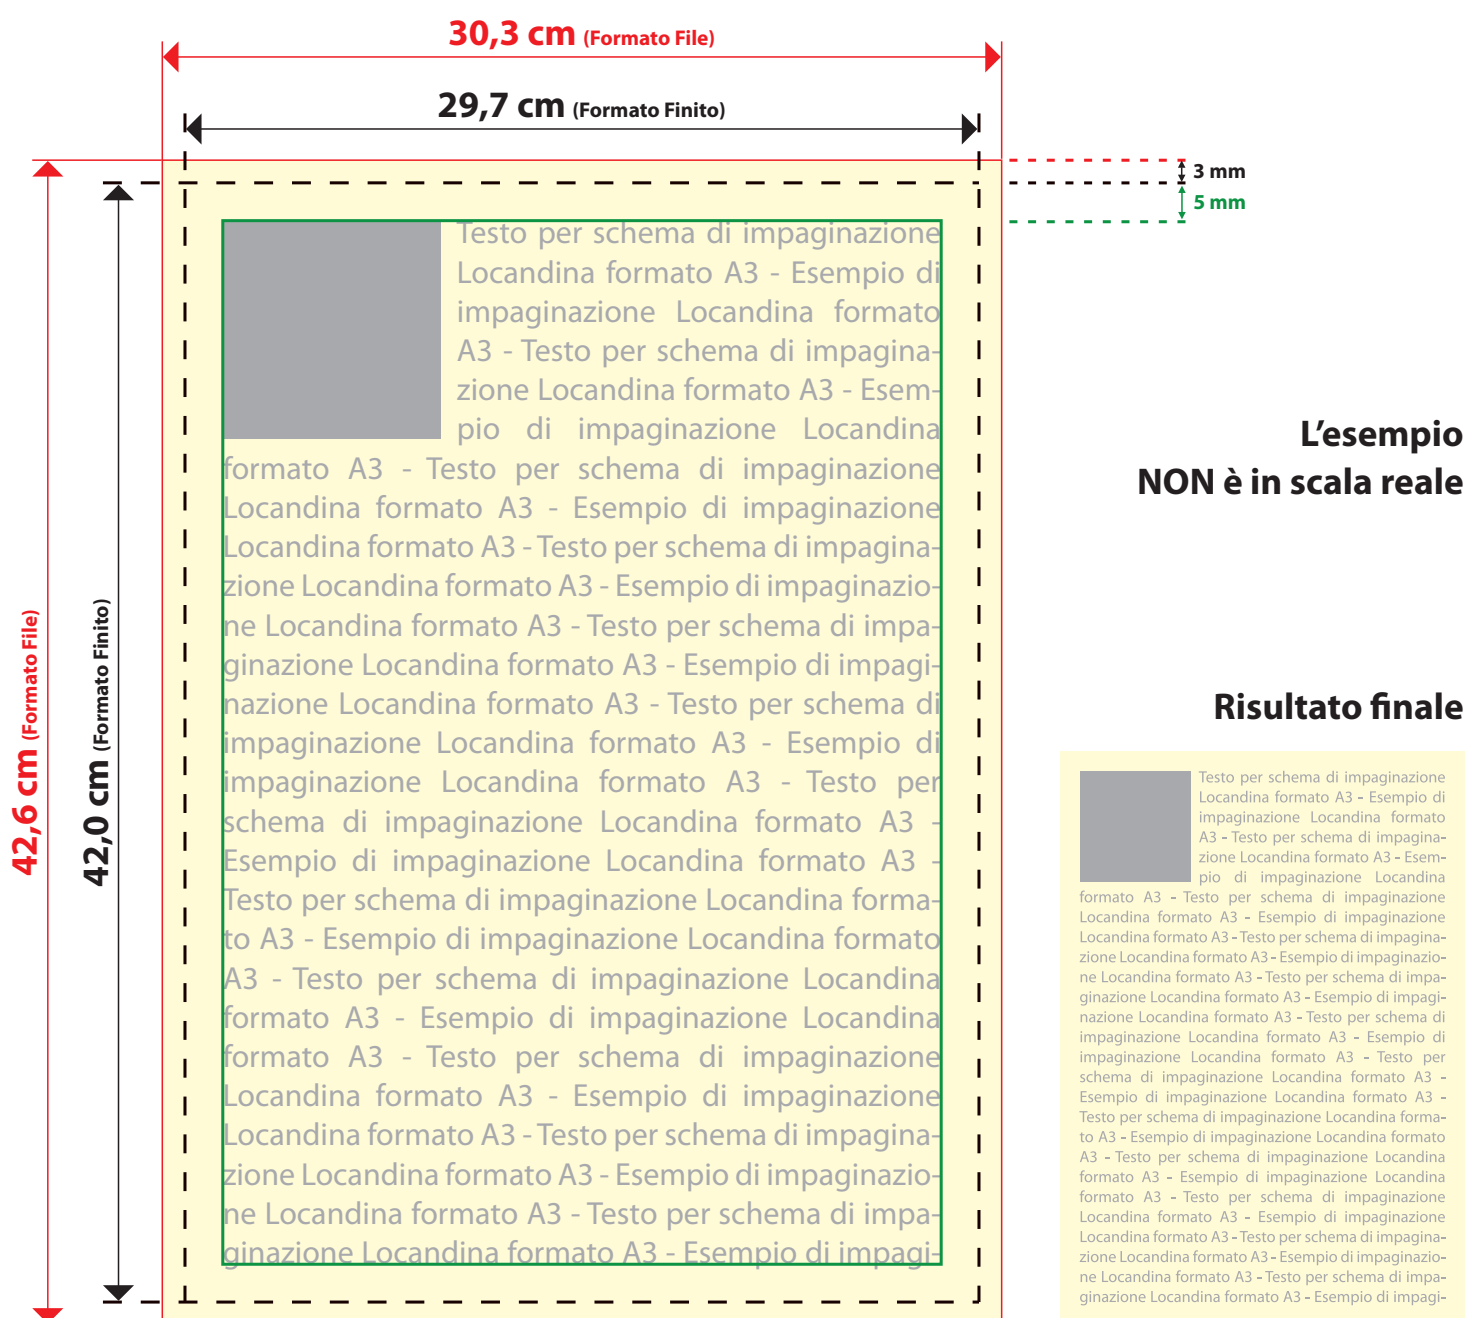 30,3 cm (Formato File)
29,7 cm (Formato Finito)
3 mm
5 mm
42,6 cm (Formato File)
42,0 cm (Formato Finito)
Testo per schema di impaginazione
Locandina formato A3 - Esempio di
impaginazione Locandina formato
A3 - Testo per schema di impagina-
zione Locandina formato A3 - Esem-
pio di impaginazione Locandina
formato A3 - Testo per schema di impaginazione
Locandina formato A3 - Esempio di impaginazione
Locandina formato A3 - Testo per schema di impagina-
zione Locandina formato A3 - Esempio di impaginazio-
ne Locandina formato A3 - Testo per schema di impa-
ginazione Locandina formato A3 - Esempio di impagi-
nazione Locandina formato A3 - Testo per schema di
impaginazione Locandina formato A3 - Esempio di
impaginazione Locandina formato A3 - Testo per
schema di impaginazione Locandina formato A3 -
Esempio di impaginazione Locandina formato A3 -
Testo per schema di impaginazione Locandina forma-
to A3 - Esempio di impaginazione Locandina formato
A3 - Testo per schema di impaginazione Locandina
formato A3 - Esempio di impaginazione Locandina
formato A3 - Testo per schema di impaginazione
Locandina formato A3 - Esempio di impaginazione
Locandina formato A3 - Testo per schema di impagina-
zione Locandina formato A3 - Esempio di impaginazio-
ne Locandina formato A3 - Testo per schema di impa-
ginazione Locandina formato A3 - Esempio di impagi-
L'esempio
NON è in scala reale
Risultato finale
Testo per schema di impaginazione
Locandina formato A3 - Esempio di
impaginazione Locandina formato
A3 - Testo per schema di impagina-
zione Locandina formato A3 - Esem-
pio di impaginazione Locandina
formato A3 - Testo per schema di impaginazione
Locandina formato A3 - Esempio di impaginazione
Locandina formato A3 - Testo per schema di impagina-
zione Locandina formato A3 - Esempio di impaginazio-
ne Locandina formato A3 - Testo per schema di impa-
ginazione Locandina formato A3 - Esempio di impagi-
nazione Locandina formato A3 - Testo per schema di
impaginazione Locandina formato A3 - Esempio di
impaginazione Locandina formato A3 - Testo per
schema di impaginazione Locandina formato A3 -
Esempio di impaginazione Locandina formato A3 -
Testo per schema di impaginazione Locandina forma-
to A3 - Esempio di impaginazione Locandina formato
A3 - Testo per schema di impaginazione Locandina
formato A3 - Esempio di impaginazione Locandina
formato A3 - Testo per schema di impaginazione
Locandina formato A3 - Esempio di impaginazione
Locandina formato A3 - Testo per schema di impagina-
zione Locandina formato A3 - Esempio di impaginazio-
ne Locandina formato A3 - Testo per schema di impa-
ginazione Locandina formato A3 - Esempio di impagi-